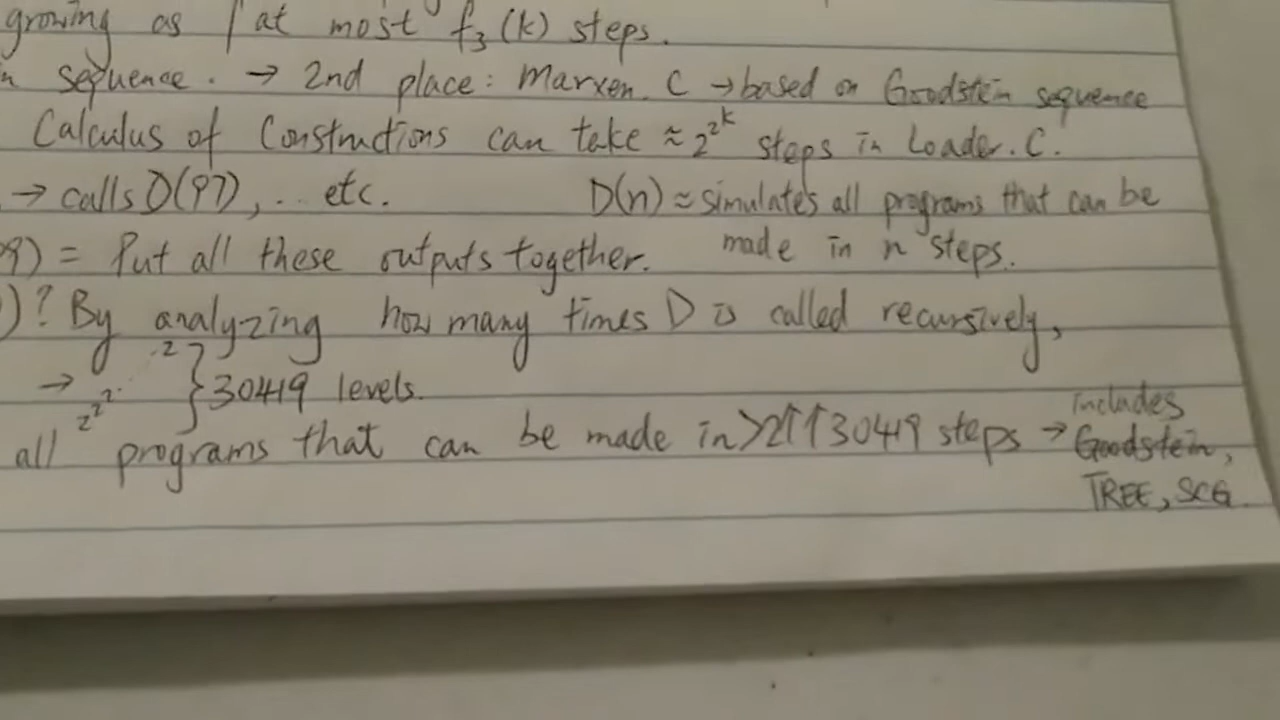 growing as / at most f₃(k) steps.
n sequence. → 2nd place: Marxen.C → based on Goodstein sequence
Calculus of Constructions can take ≈ 2^2^k steps in Loader.C.
→ calls D(97), ... etc. D(n) ≈ simulates all programs that can be
made in n steps.
9) = Put all these outputs together.
)? By analyzing how many times D is called recursively,
→ 2^2^2^.^.^.^2 } 30419 levels.
all programs that can be made in >2↑↑30419 steps → includes
Goodstein,
TREE, SCG